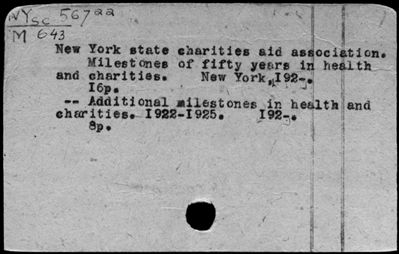 NYSC 56722
M 643
New York state charities aid association.
Milestones of fifty years in health
and charities. New York, 192-.
16p.
-- Additional milestones in health and
charities. 1922-1925. 192-.
8p.